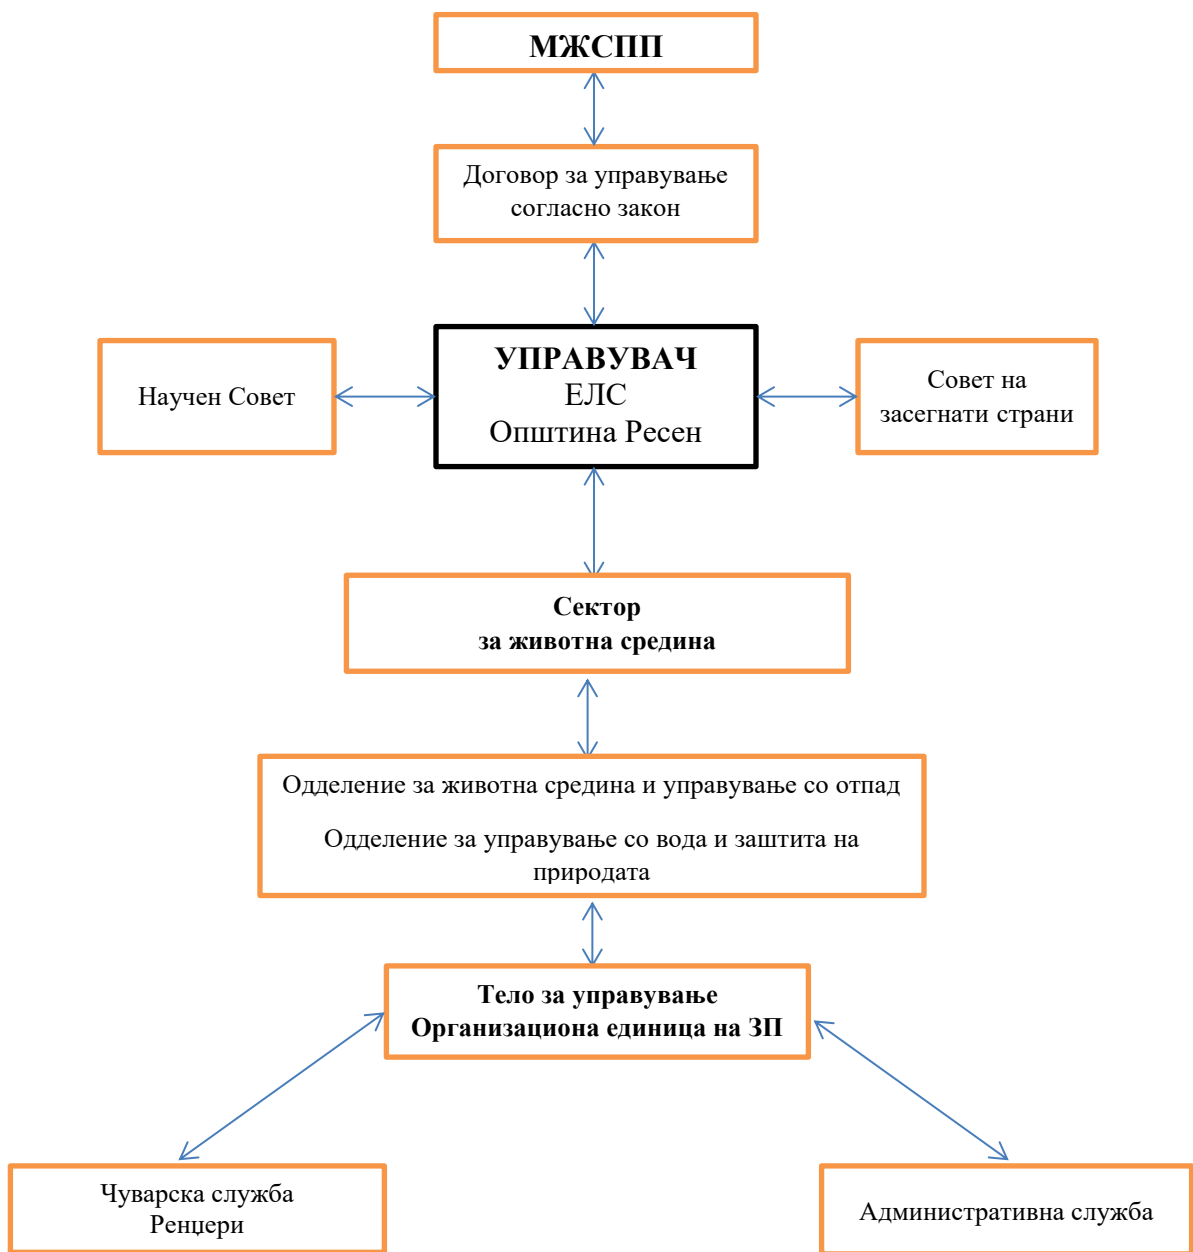 МЖСПП
Договор за управување
согласно закон
Научен Совет
УПРАВУВАЧ
ЕЛС
Општина Ресен
Совет на
засегнати страни
Сектор
за животна средина
Одделение за животна средина и управување со отпад
Одделение за управување со вода и заштита на
природата
Тело за управување
Организациона единица на ЗП
Чуварска служба
Ренџери
Административна служба